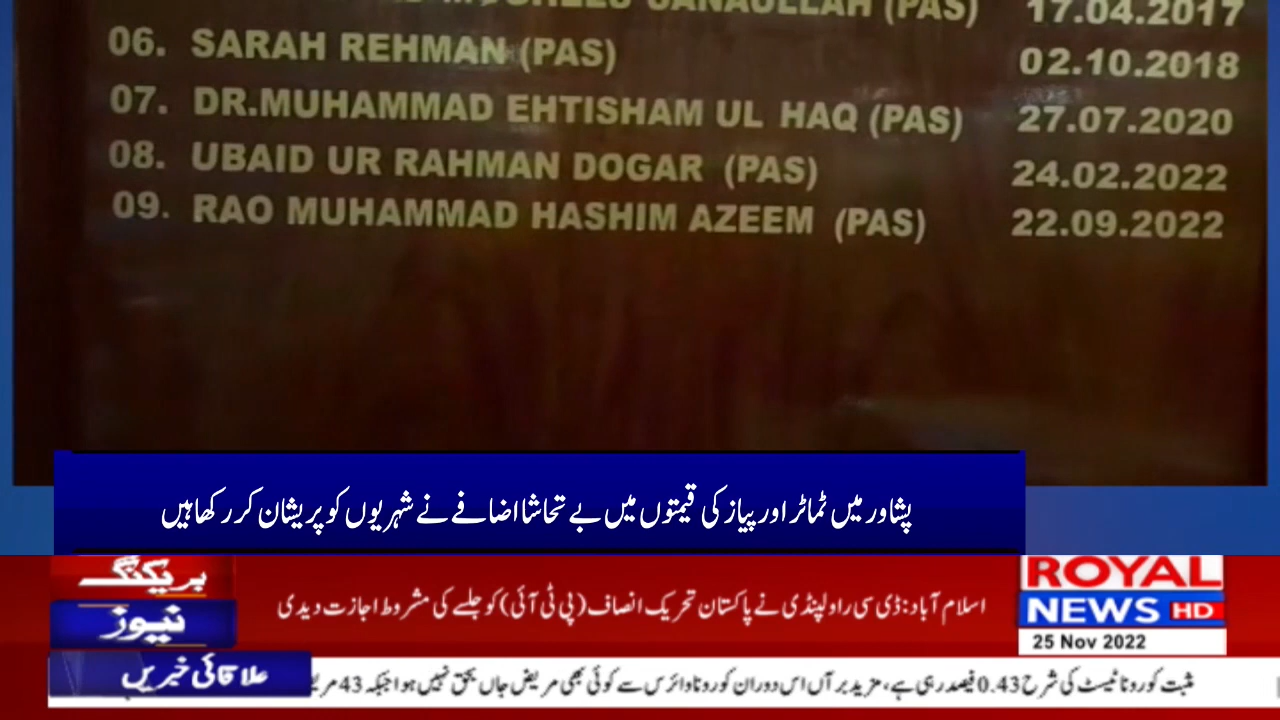 SANAULLAH (PAS) 17.04.2017
06. SARAH REHMAN (PAS) 02.10.2018
07. DR.MUHAMMAD EHTISHAM UL HAQ (PAS) 27.07.2020
08. UBAID UR RAHMAN DOGAR (PAS) 24.02.2022
09. RAO MUHAMMAD HASHIM AZEEM (PAS) 22.09.2022
پشاور میں ٹماٹر اور پیاز کی قیمتوں میں بے تحاشا اضافے نے شہریوں کو پریشان کر رکھا ہیں
بریکنگ
نیوز
اسلام آباد: ڈی سی راولپنڈی نے پاکستان تحریک انصاف (پی ٹی آئی) کو جلسے کی مشروط اجازت دیدی
ROYAL
NEWS HD
25 Nov 2022
علاقائی خبریں
مثبت کورونا ٹیسٹ کی شرح 0.43 فیصد رہی ہے، مزید برآں اس دوران کورونا وائرس سے کوئی بھی مریض جاں بحق نہیں ہوا جبکہ 43